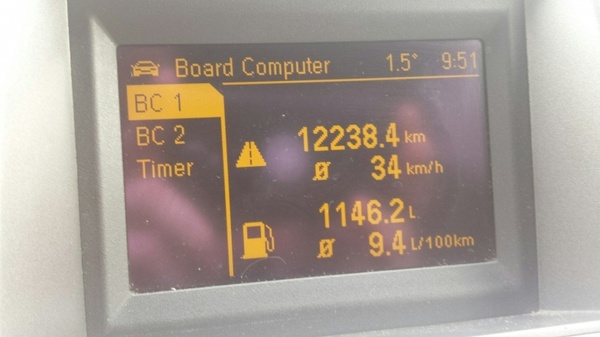 Board Computer 1.5° 9:51
BC 1
BC 2
Timer
12238.4 km
ø 34 km/h
1146.2 L
ø 9.4 L/100km